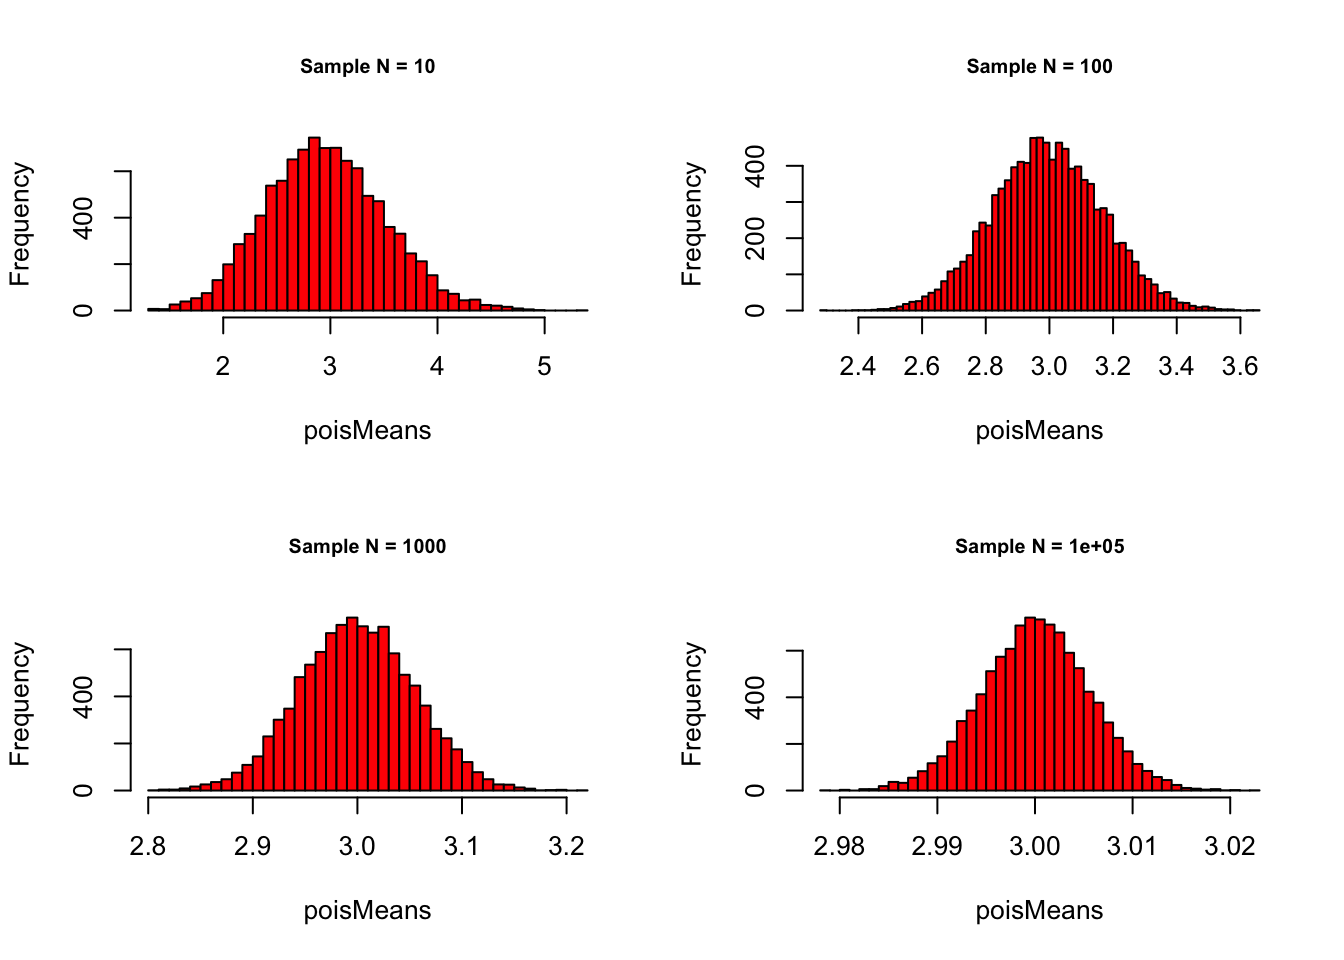 Sample N = 10
Frequency
0
400
2 3 4 5
poisMeans
Sample N = 100
Frequency
0
200
400
2.4 2.6 2.8 3.0 3.2 3.4 3.6
poisMeans
Sample N = 1000
Frequency
0
400
2.8 2.9 3.0 3.1 3.2
poisMeans
Sample N = 1e+05
Frequency
0
400
2.98 2.99 3.00 3.01 3.02
poisMeans